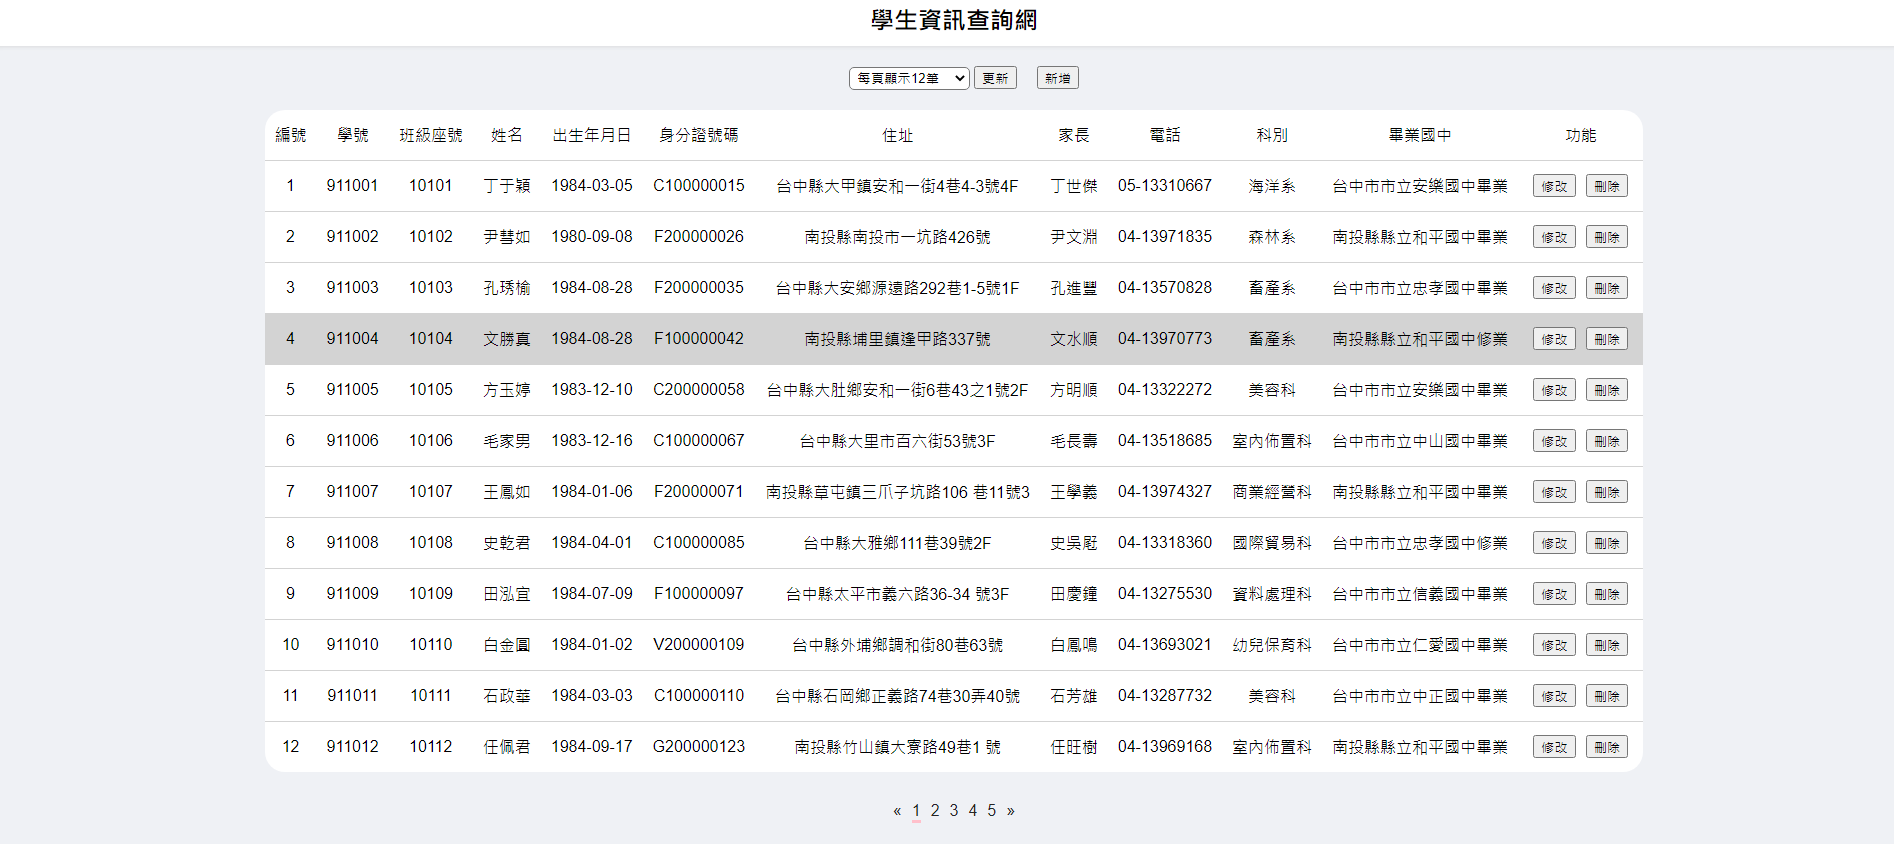 學生資訊查詢網
每頁顯示12筆 更新 新增
編號 學號 班級座號 姓名 出生年月日 身分證號碼 住址 家長 電話 科別 畢業國中 功能
1 911001 10101 丁于穎 1984-03-05 C100000015 台中縣大甲鎮安和一街4巷4-3號4F 丁世傑 05-13310667 海洋系 台中市市立安樂國中畢業 修改 刪除
2 911002 10102 尹彗如 1980-09-08 F200000026 南投縣南投市一坑路426號 尹文淵 04-13971835 森林系 南投縣縣立和平國中畢業 修改 刪除
3 911003 10103 孔琇榆 1984-08-28 F200000035 台中縣大安鄉源遠路292巷1-5號1F 孔進豐 04-13570828 畜產系 台中市市立忠孝國中畢業 修改 刪除
4 911004 10104 文勝真 1984-08-28 F100000042 南投縣埔里鎮逢甲路337號 文水順 04-13970773 畜產系 南投縣縣立和平國中修業 修改 刪除
5 911005 10105 方玉婷 1983-12-10 C200000058 台中縣大肚鄉安和一街6巷43之1號2F 方明順 04-13322272 美容科 台中市市立安樂國中畢業 修改 刪除
6 911006 10106 毛家男 1983-12-16 C100000067 台中縣大里市百六街53號3F 毛長壽 04-13518685 室內佈置科 台中市市立中山國中畢業 修改 刪除
7 911007 10107 王鳳如 1984-01-06 F200000071 南投縣草屯鎮三爪子坑路106 巷11號3 王學義 04-13974327 商業經營科 南投縣縣立和平國中畢業 修改 刪除
8 911008 10108 史乾君 1984-04-01 C100000085 台中縣大雅鄉111巷39號2F 史吳 04-13318360 國際貿易科 台中市市立忠孝國中修業 修改 刪除
9 911009 10109 田泓宜 1984-07-09 F100000097 台中縣太平市義六路36-34 號3F 田慶鐘 04-13275530 資料處理科 台中市市立信義國中畢業 修改 刪除
10 911010 10110 白金圓 1984-01-02 V200000109 台中縣外埔鄉調和街80巷63號 白鳳鳴 04-13693021 幼兒保育科 台中市市立仁愛國中畢業 修改 刪除
11 911011 10111 石政華 1984-03-03 C100000110 台中縣石岡鄉正義路74巷30弄40號 石芳雄 04-13287732 美容科 台中市市立中正國中畢業 修改 刪除
12 911012 10112 任佩君 1984-09-17 G200000123 南投縣竹山鎮大寮路49巷1 號 任旺樹 04-13969168 室內佈置科 南投縣縣立和平國中畢業 修改 刪除
« 1 2 3 4 5 »